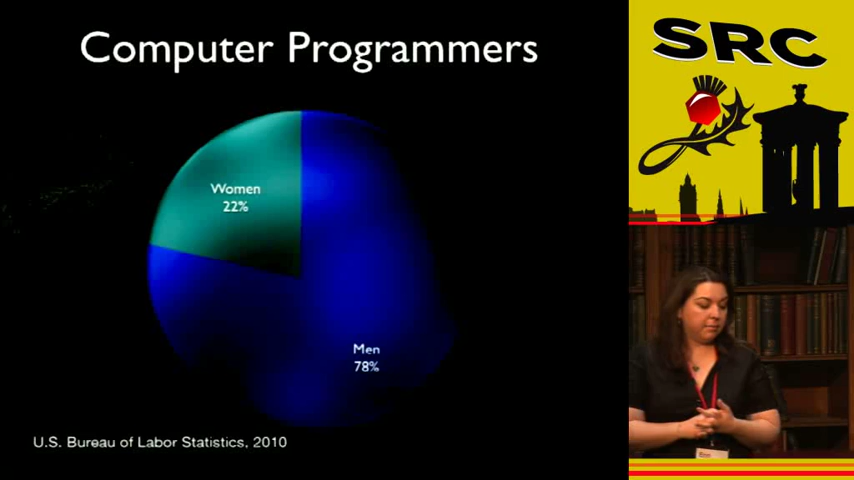 Computer Programmers
SRC
Women
22%
Men
78%
U.S. Bureau of Labor Statistics, 2010